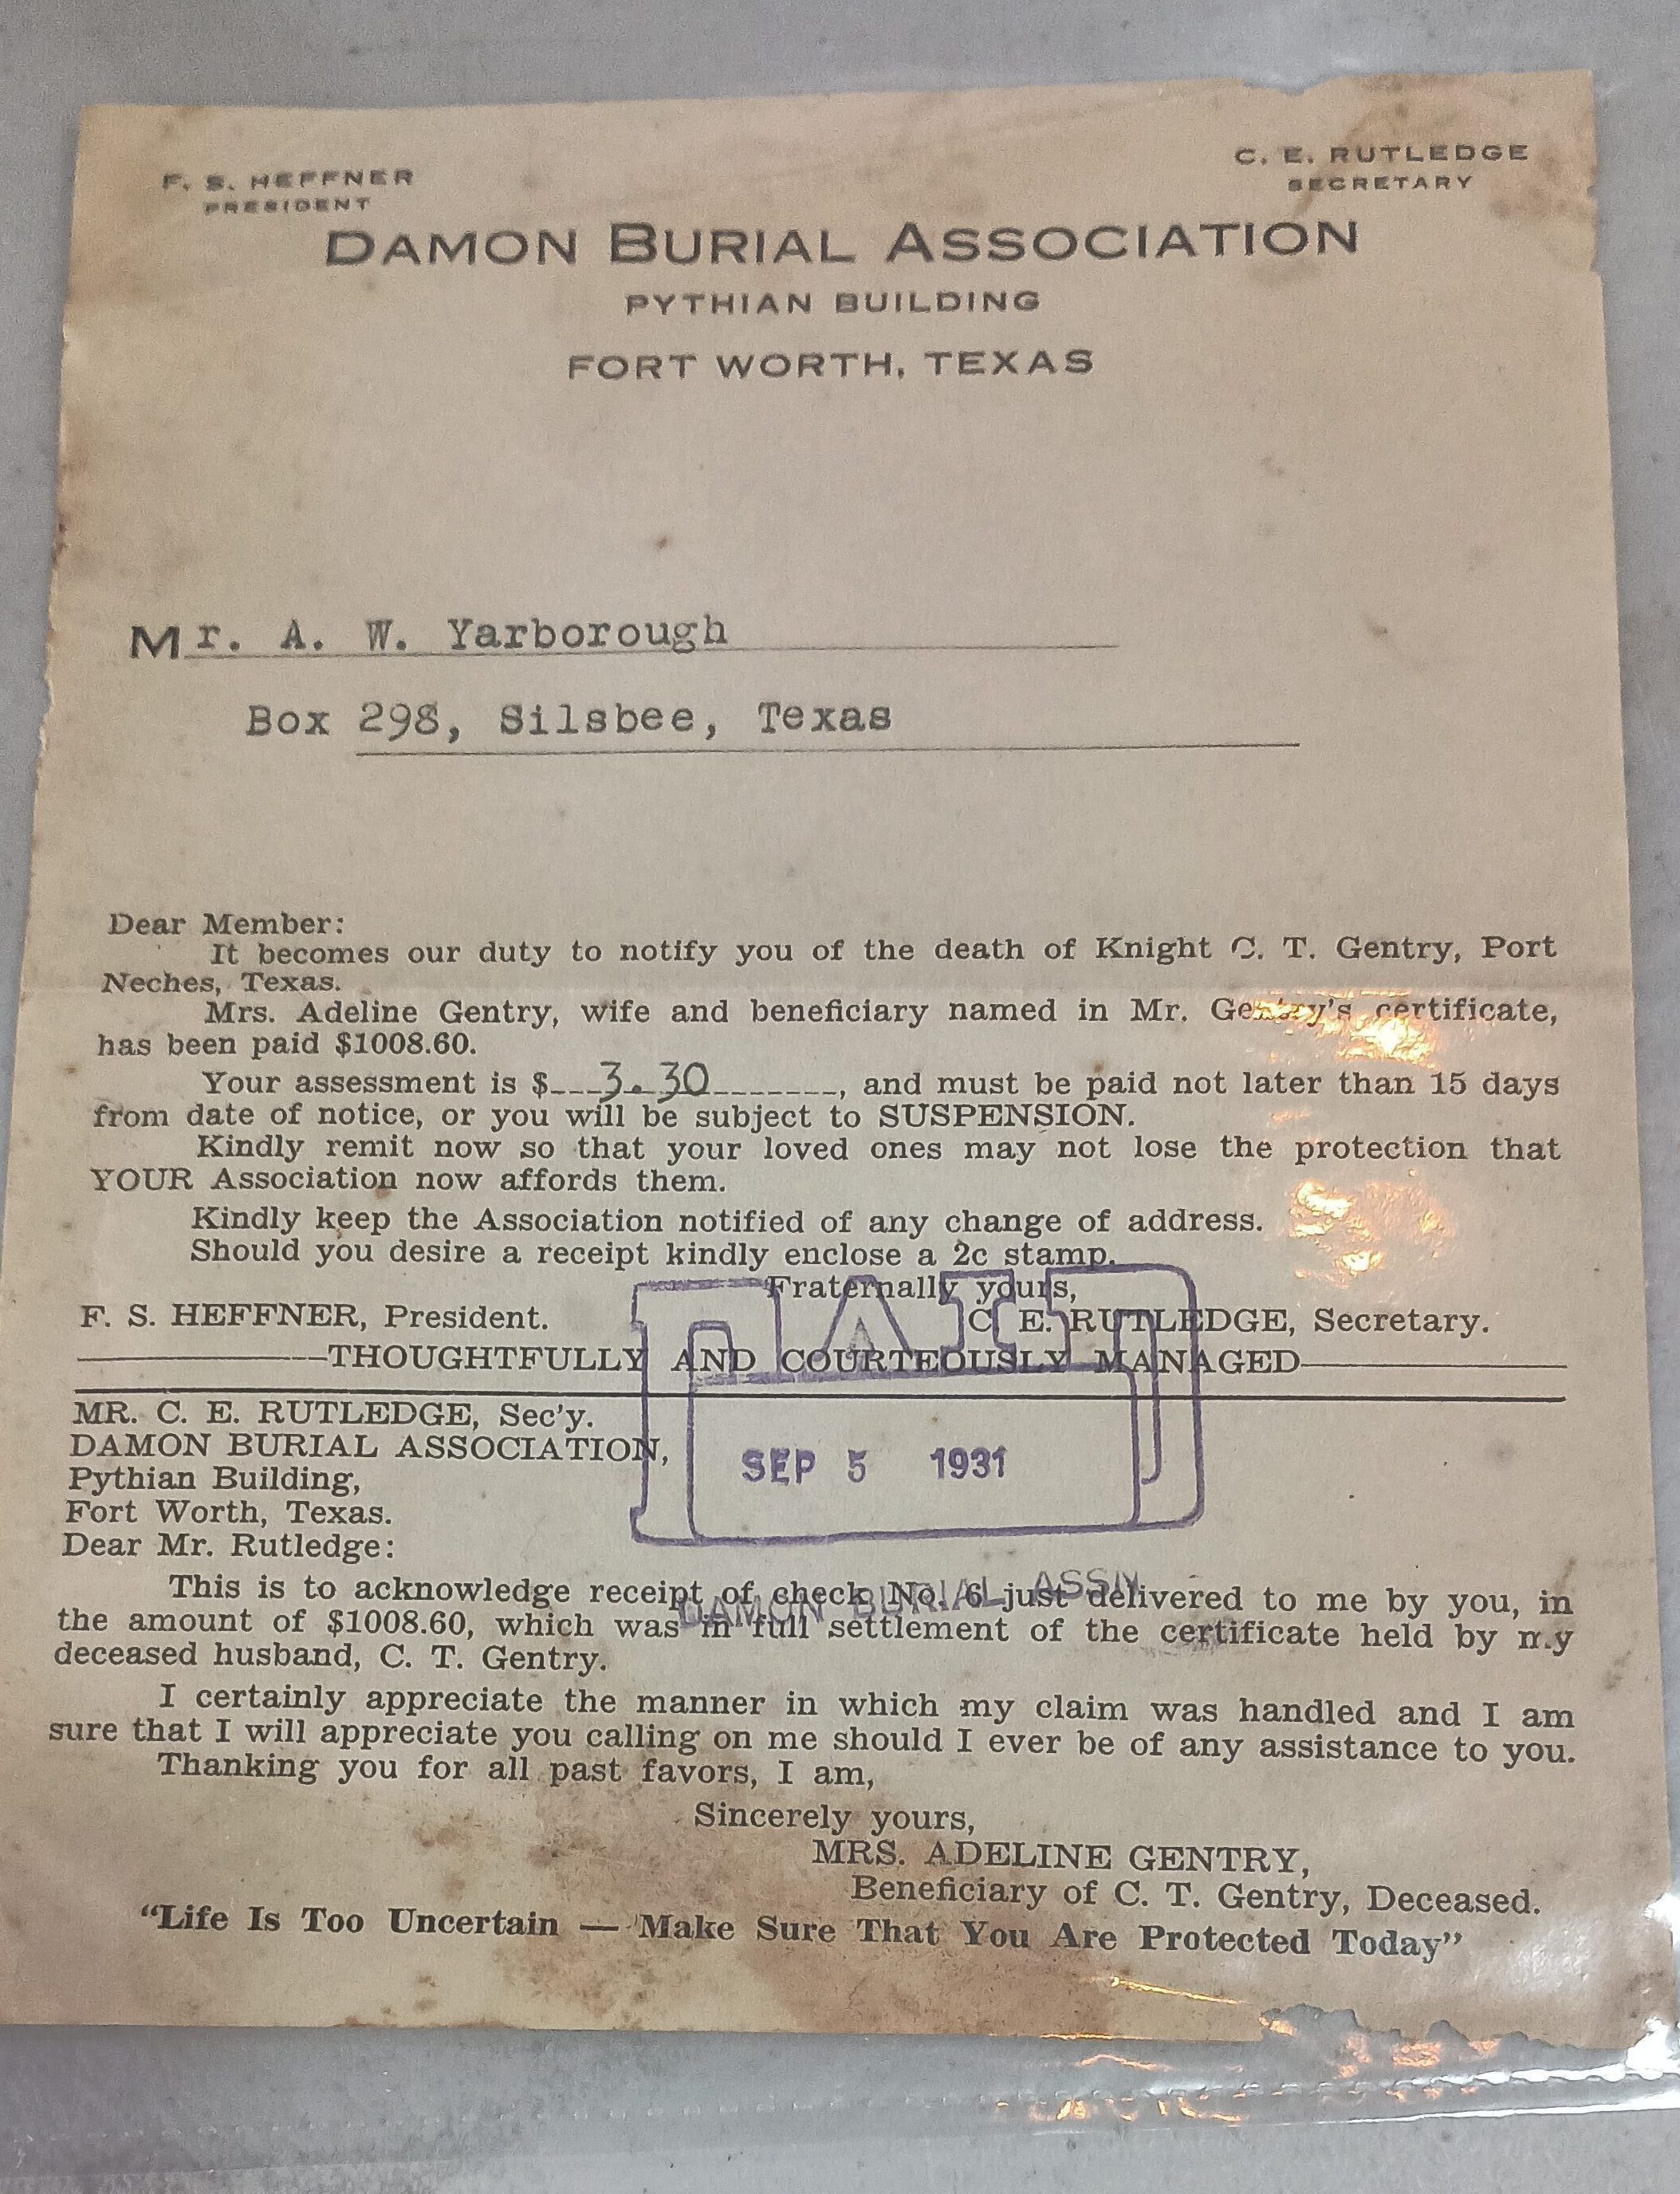 F. S. HEFFNER
PRESIDENT
C. E. RUTLEDGE
SECRETARY
DAMON BURIAL ASSOCIATION
PYTHIAN BUILDING
FORT WORTH, TEXAS
Mr. A. W. Yarborough
Box 298, Silsbee, Texas
Dear Member:
It becomes our duty to notify you of the death of Knight C. T. Gentry, Port
Neches, Texas.
Mrs. Adeline Gentry, wife and beneficiary named in Mr. Gentry's certificate,
has been paid $1008.60.
Your assessment is $___3.30_______, and must be paid not later than 15 days
from date of notice, or you will be subject to SUSPENSION.
Kindly remit now so that your loved ones may not lose the protection that
YOUR Association now affords them.
Kindly keep the Association notified of any change of address.
Should you desire a receipt kindly enclose a 2c stamp.
Fraternally yours,
F. S. HEFFNER, President. C. E. RUTLEDGE, Secretary.
THOUGHTFULLY AND COURTEOUSLY MANAGED
PAID
SEP 5 1931
DAMON BURIAL ASSN
MR. C. E. RUTLEDGE, Sec'y.
DAMON BURIAL ASSOCIATION,
Pythian Building,
Fort Worth, Texas.
Dear Mr. Rutledge:
This is to acknowledge receipt of check No. 6 just delivered to me by you, in
the amount of $1008.60, which was in full settlement of the certificate held by my
deceased husband, C. T. Gentry.
I certainly appreciate the manner in which my claim was handled and I am
sure that I will appreciate you calling on me should I ever be of any assistance to you.
Thanking you for all past favors, I am,
Sincerely yours,
MRS. ADELINE GENTRY,
Beneficiary of C. T. Gentry, Deceased.
"Life Is Too Uncertain — Make Sure That You Are Protected Today"